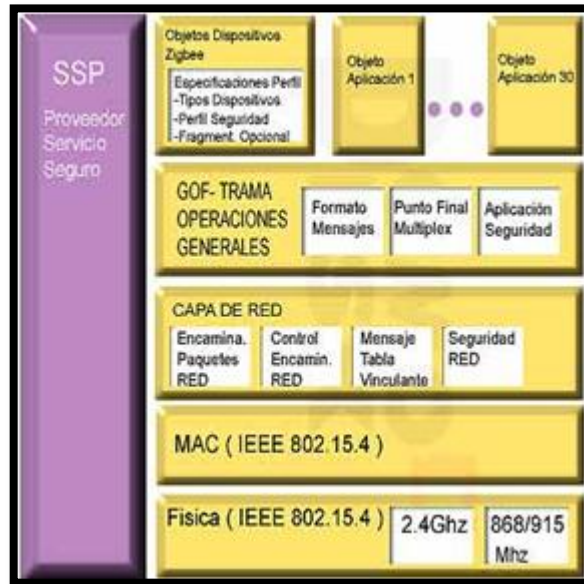 SSP
Proveedor
Servicio
Seguro
Objetos Dispositivos
Zigbee
Especificaciones Perfil
-Tipos Dispositivos
-Perfil Seguridad
-Fragment. Opcional
Objeto
Aplicación 1
Objeto
Aplicación 30
GOF- TRAMA
OPERACIONES
GENERALES
Formato
Mensajes
Punto Final
Multiplex
Aplicación
Seguridad
CAPA DE RED
Encamina.
Paquetes
RED
Control
Encamin.
RED
Mensaje
Tabla
Vinculante
Seguridad
RED
MAC ( IEEE 802.15.4 )
Fisica ( IEEE 802.15.4 )
2.4Ghz
868/915
Mhz